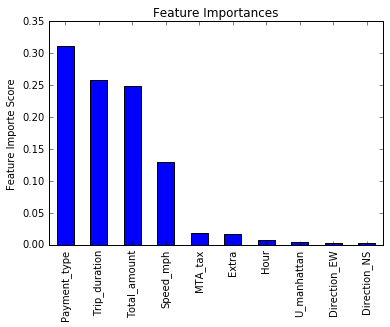 Feature Importances
Feature Importe Score
0.35
0.30
0.25
0.20
0.15
0.10
0.05
0.00
Payment_type
Trip_duration
Total_amount
Speed_mph
MTA_tax
Extra
Hour
U_manhattan
Direction_EW
Direction_NS